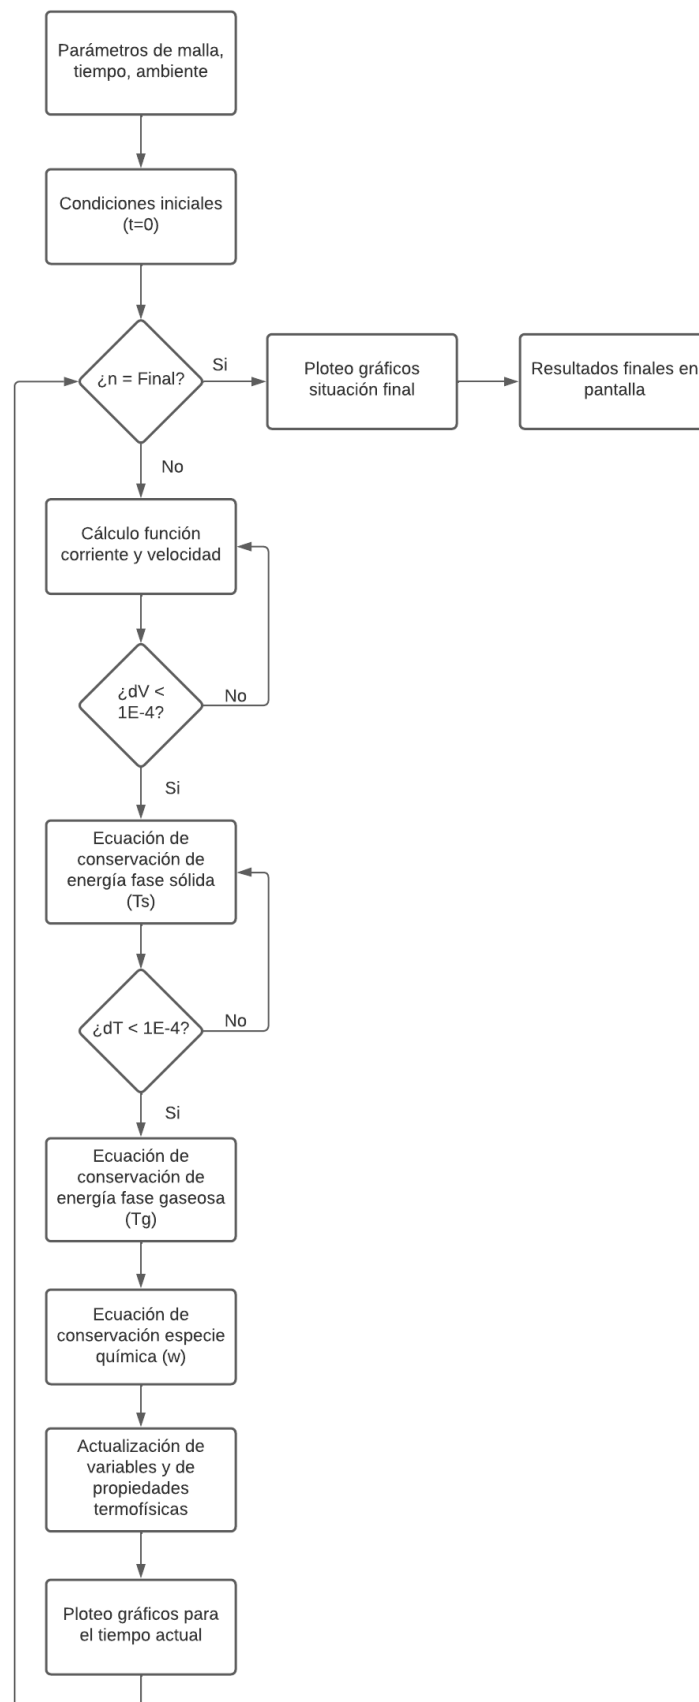 Parámetros de malla,
tiempo, ambiente
Condiciones iniciales
(t=0)
¿n = Final?
Si
Ploteo gráficos
situación final
Resultados finales en
pantalla
No
Cálculo función
corriente y velocidad
¿dV <
1E-4?
No
Si
Ecuación de
conservación de
energía fase sólida
(Ts)
¿dT < 1E-4?
No
Si
Ecuación de
conservación de
energía fase gaseosa
(Tg)
Ecuación de
conservación especie
química (w)
Actualización de
variables y de
propiedades
termofísicas
Ploteo gráficos para
el tiempo actual